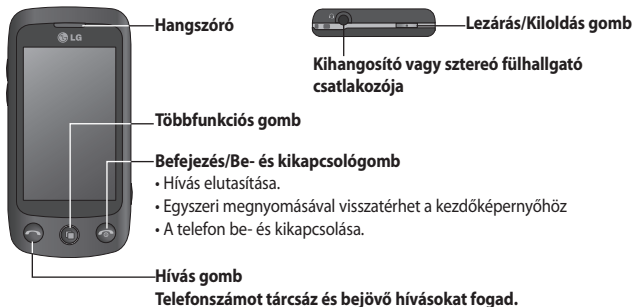 Hangszóró
LG
Többfunkciós gomb
Befejezés/Be- és kikapcsológomb
• Hívás elutasítása.
• Egyszeri megnyomásával visszatérhet a kezdőképernyőhöz
• A telefon be- és kikapcsolása.
Hívás gomb
Telefonszámot tárcsáz és bejövő hívásokat fogad.
Lezárás/Kiloldás gomb
Kihangosító vagy sztereó fülhallgató
csatlakozója